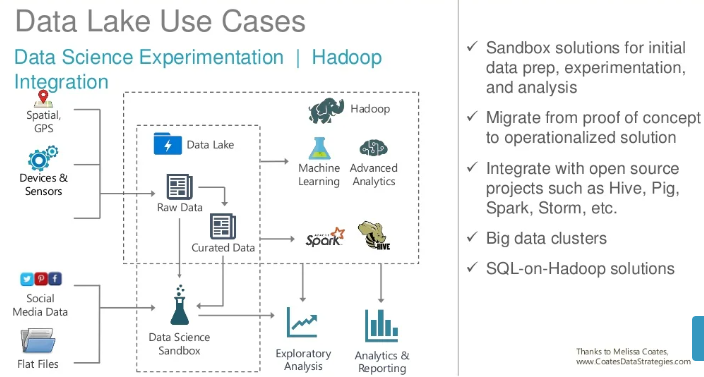 Data Lake Use Cases
Data Science Experimentation | Hadoop
Integration
Spatial,
GPS
Devices &
Sensors
Social
Media Data
Flat Files
Data Lake
Raw Data
Curated Data
Data Science
Sandbox
Hadoop
Machine
Learning
Advanced
Analytics
APACHE
Spark
HIVE
Exploratory
Analysis
Analytics &
Reporting
✓ Sandbox solutions for initial
data prep, experimentation,
and analysis
✓ Migrate from proof of concept
to operationalized solution
✓ Integrate with open source
projects such as Hive, Pig,
Spark, Storm, etc.
✓ Big data clusters
✓ SQL-on-Hadoop solutions
Thanks to Melissa Coates,
www.CoatesDataStrategies.com